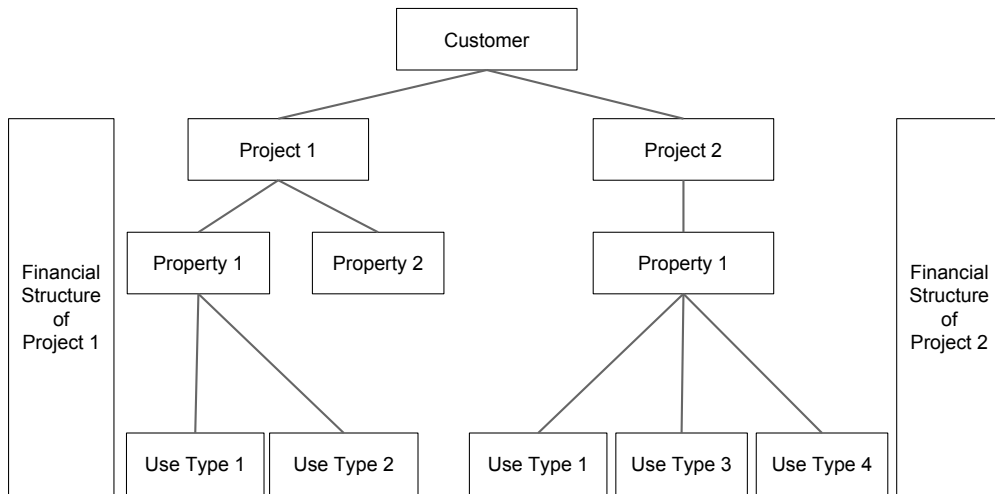 Customer
Project 1
Project 2
Property 1
Property 2
Property 1
Financial
Structure
of
Project 1
Financial
Structure
of
Project 2
Use Type 1
Use Type 2
Use Type 1
Use Type 3
Use Type 4